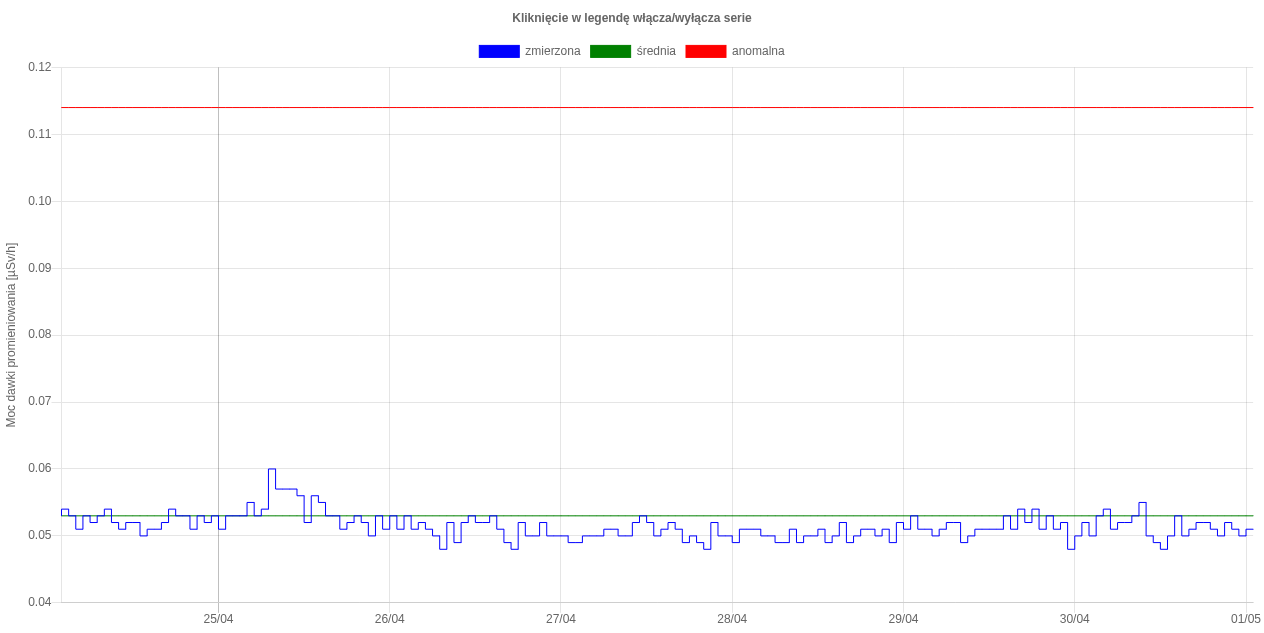 Kliknięcie w legendę włącza/wyłącza serie
zmierzona średnia anomalna
Moc dawki promieniowania [µSv/h]
0.12
0.11
0.10
0.09
0.08
0.07
0.06
0.05
0.04
25/04 26/04 27/04 28/04 29/04 30/04 01/05